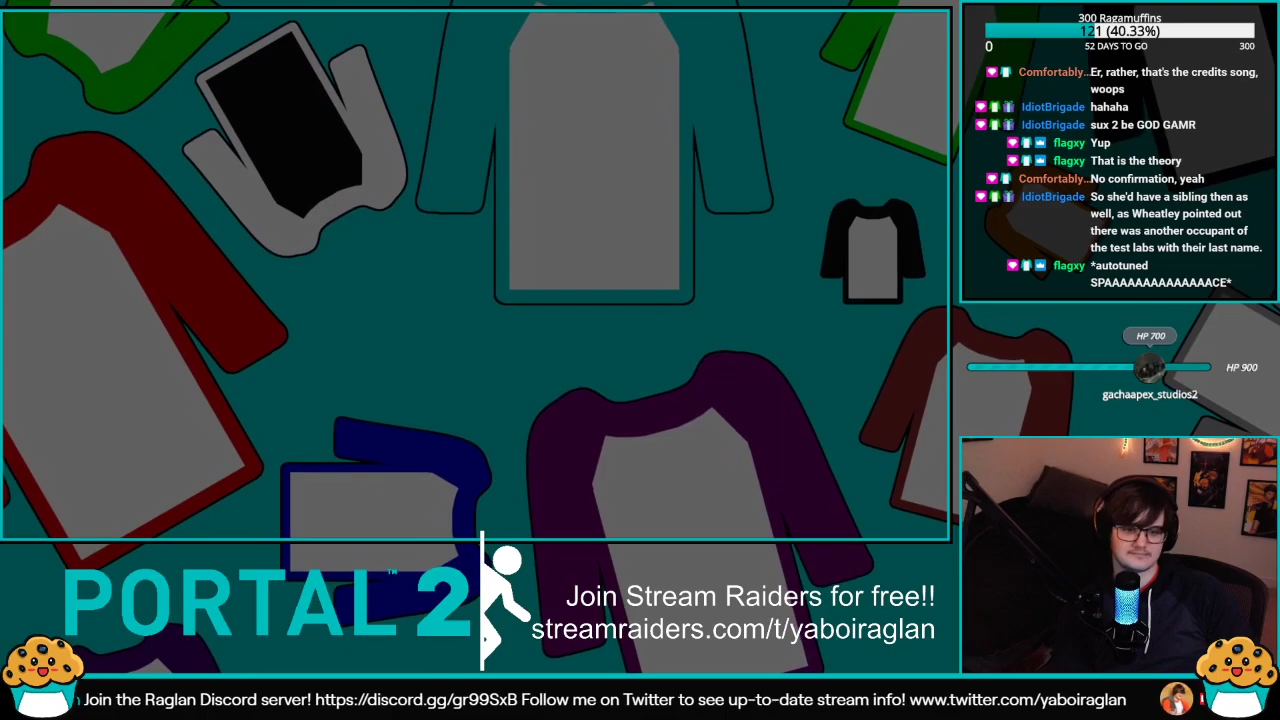 300 Ragamuffins
121 (40.33%)
0
52 DAYS TO GO
300
Comfortably... Er, rather, that's the credits song,
woops
IdiotBrigade hahaha
IdiotBrigade sux 2 be GOD GAMR
flagxy Yup
flagxy That is the theory
Comfortably... No confirmation, yeah
IdiotBrigade So she'd have a sibling then as
well, as Wheatley pointed out
there was another occupant of
the test labs with their last name.
flagxy *autotuned
SPAAAAAAAAAAAAAACE*
HP 700
HP 900
gachaapex_studios2
PORTAL™ 2
Join Stream Raiders for free!!
streamraiders.com/t/yaboiraglan
Join the Raglan Discord server! https://discord.gg/gr99SxB Follow me on Twitter to see up-to-date stream info! www.twitter.com/yaboiraglan